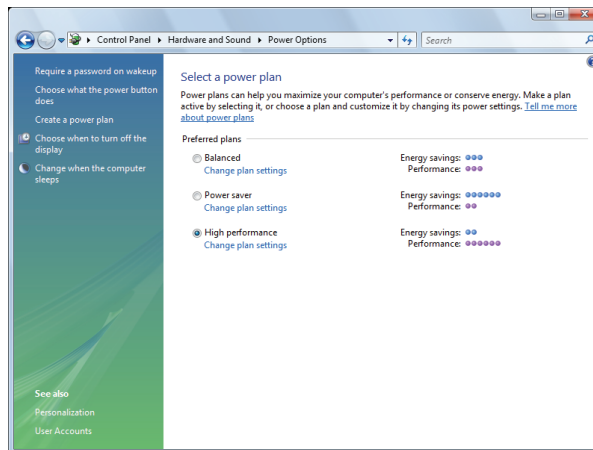 Control Panel ▸ Hardware and Sound ▸ Power Options
Search
Require a password on wakeup
Choose what the power button
does
Create a power plan
Choose when to turn off the
display
Change when the computer
sleeps
See also
Personalization
User Accounts
Select a power plan
Power plans can help you maximize your computer's performance or conserve energy. Make a plan
active by selecting it, or choose a plan and customize it by changing its power settings. Tell me more
about power plans
Preferred plans
Balanced
Energy savings:
Change plan settings
Performance:
Power saver
Energy savings:
Change plan settings
Performance:
High performance
Energy savings:
Change plan settings
Performance: